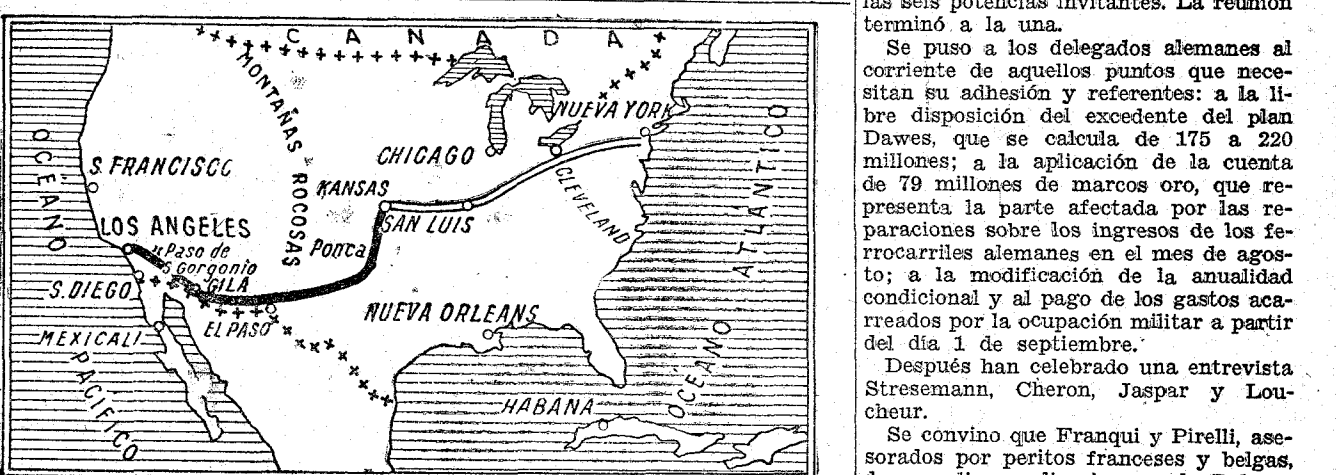 CANADA
MONTAÑAS ROCOSAS
NUEVA YORK
OCÉANO
PACÍFICO
S. FRANCISCO
CHICAGO
CLEVELAND
OCÉANO ATLÁNTICO
KANSAS
SAN LUIS
LOS ANGELES
Paso de
S. Gorgonio
Ponca
GILA
S. DIEGO
EL PASO
NUEVA ORLEANS
MEXICALI
HABANA
las seis potencias invitantes. La reunión
terminó a la una.
Se puso a los delegados alemanes al
corriente de aquellos puntos que nece-
sitan su adhesión y referentes: a la li-
bre disposición del excedente del plan
Dawes, que se calcula de 175 a 220
millones; a la aplicación de la cuenta
de 79 millones de marcos oro, que re-
presenta la parte afectada por las re-
paraciones sobre los ingresos de los fe-
rrocarriles alemanes en el mes de agos-
to; a la modificación de la anualidad
condicional y al pago de los gastos aca-
rreados por la ocupación militar a partir
del día 1 de septiembre.
Después han celebrado una entrevista
Stresemann, Cheron, Jaspar y Lou-
cheur.
Se convino que Franqui y Pirelli, ase-
sorados por peritos franceses y belgas,